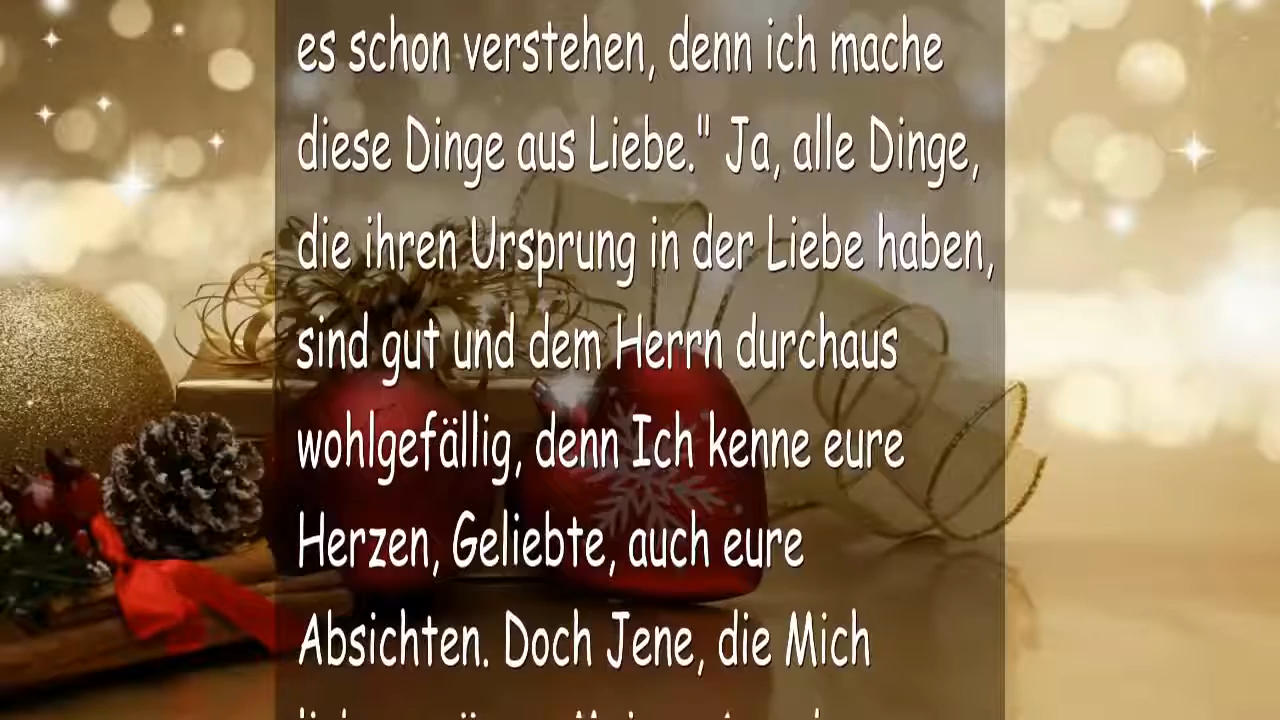 es schon verstehen, denn ich mache
diese Dinge aus Liebe." Ja, alle Dinge,
die ihren Ursprung in der Liebe haben,
sind gut und dem Herrn durchaus
wohlgefällig, denn Ich kenne eure
Herzen, Geliebte, auch eure
Absichten. Doch Jene, die Mich